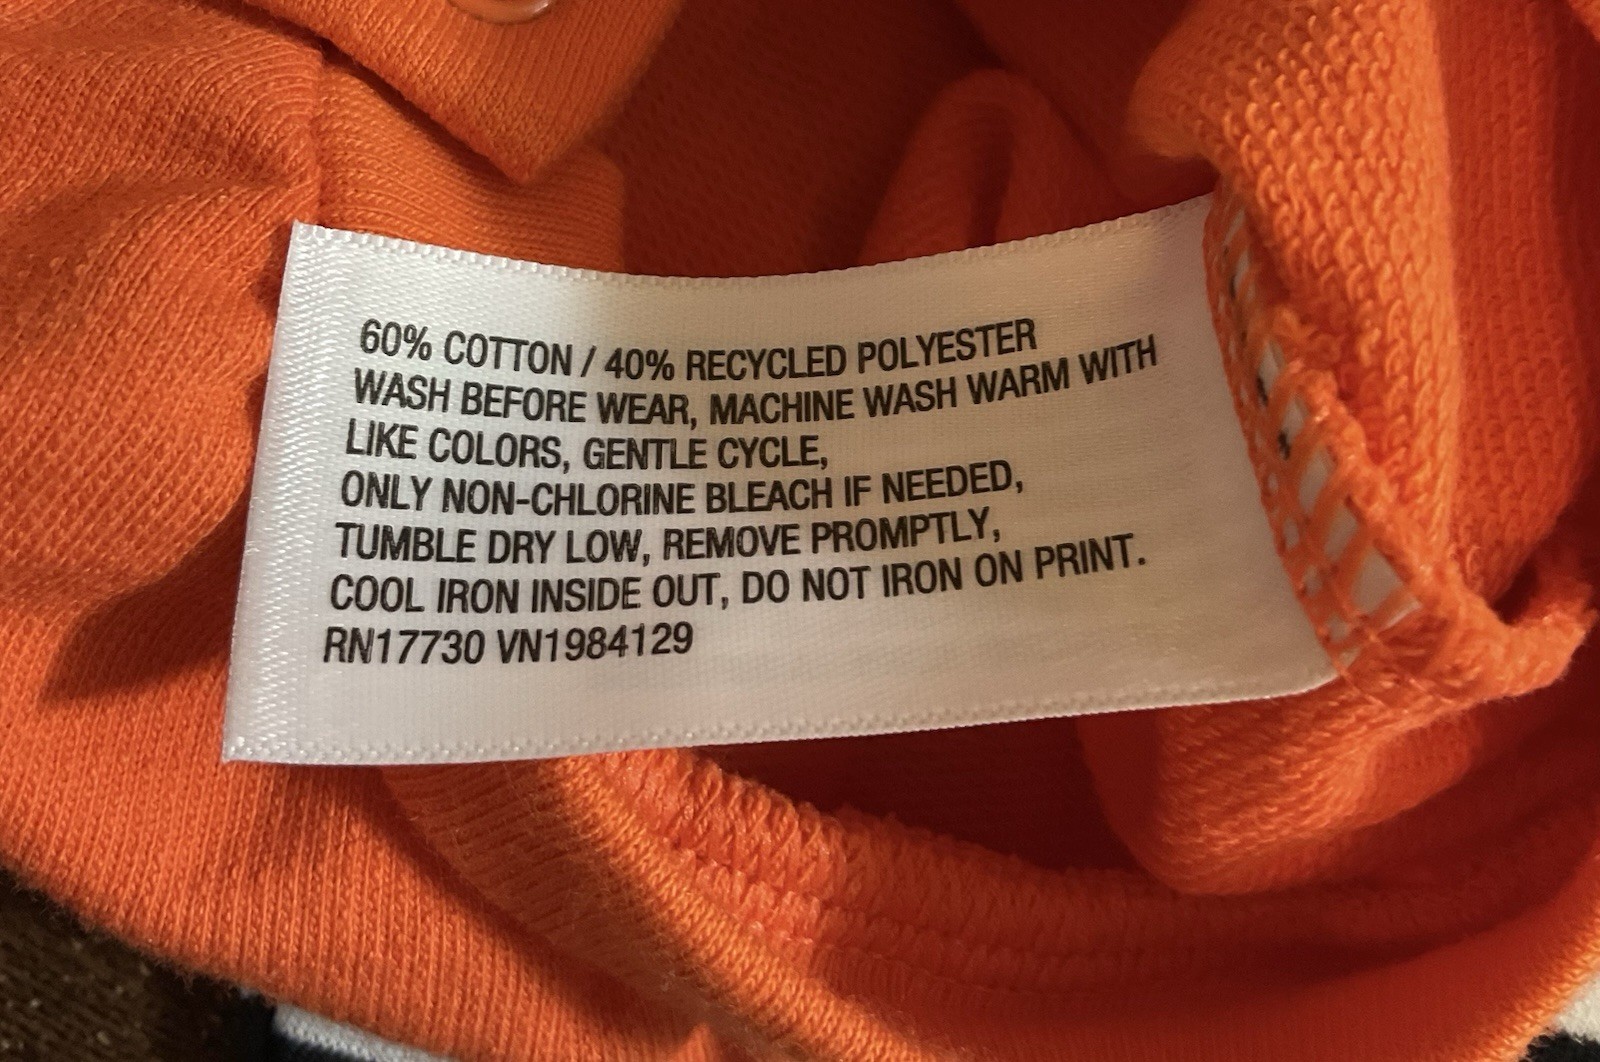 60% COTTON / 40% RECYCLED POLYESTER
WASH BEFORE WEAR, MACHINE WASH WARM WITH
LIKE COLORS, GENTLE CYCLE,
ONLY NON-CHLORINE BLEACH IF NEEDED,
TUMBLE DRY LOW, REMOVE PROMPTLY,
COOL IRON INSIDE OUT, DO NOT IRON ON PRINT.
RN17730 VN1984129